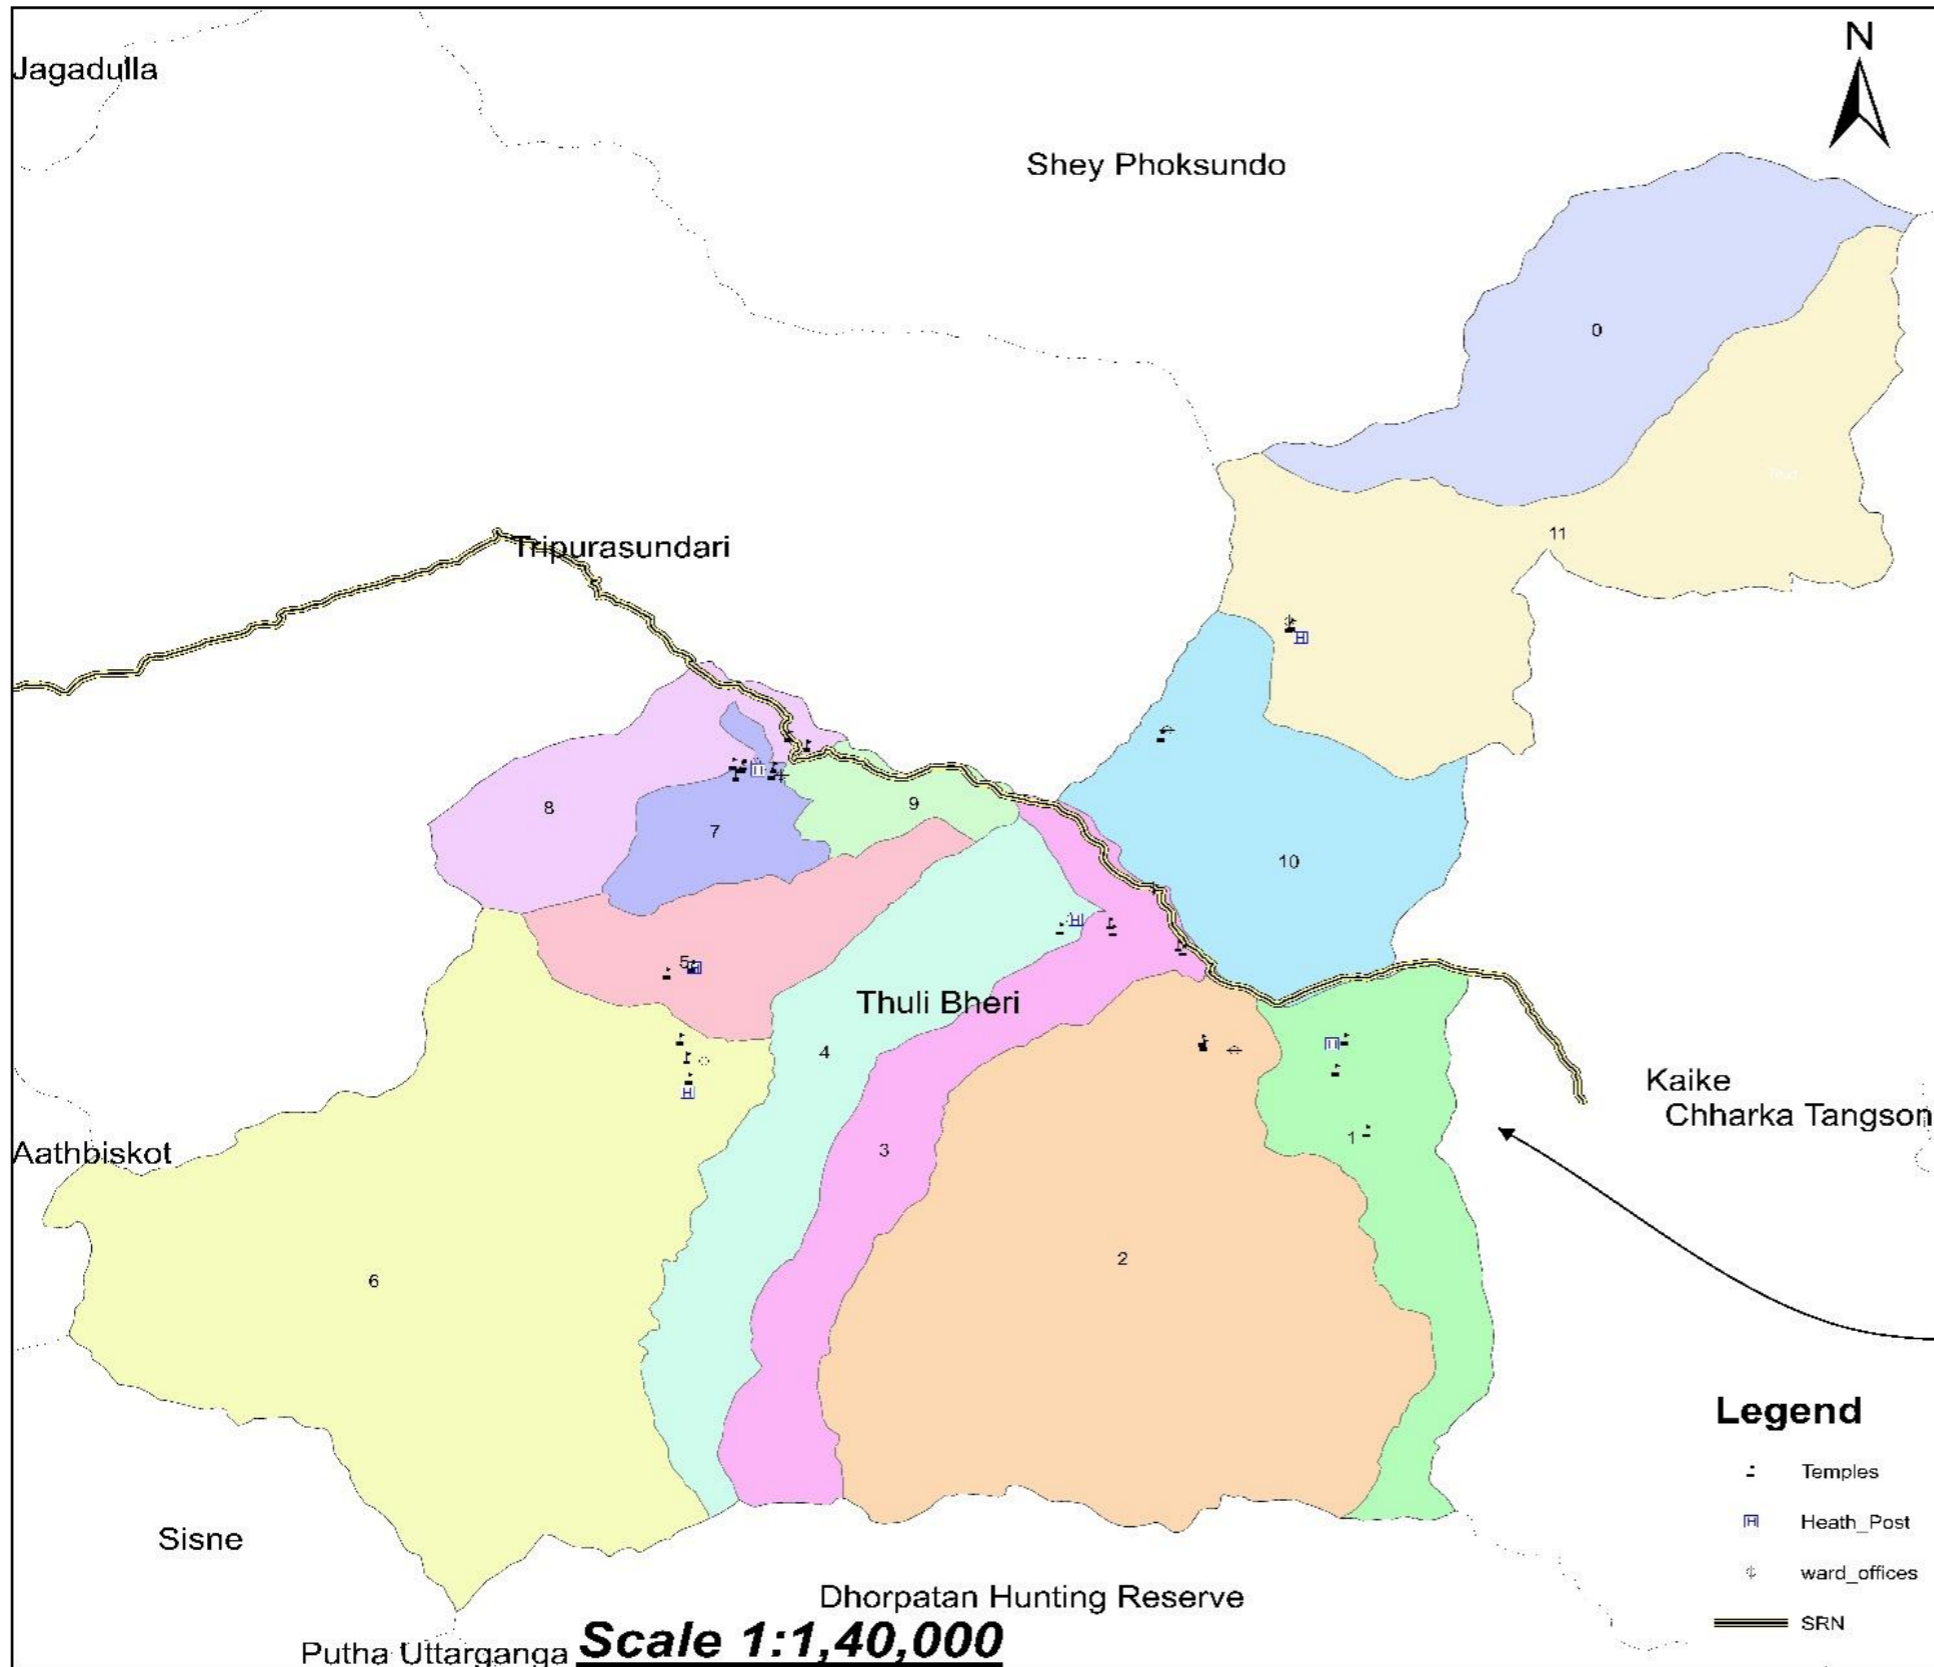 N
Jagadulla
Shey Phoksundo
0
11
Tripurasundari
8
9
7
10
5
Thuli Bheri
4
Kaike
Chharka Tangson
1
3
Aathbiskot
2
6
Legend
Temples
Heath_Post
ward_offices
SRN
Sisne
Dhorpatan Hunting Reserve
Putha Uttarganga
Scale 1:1,40,000